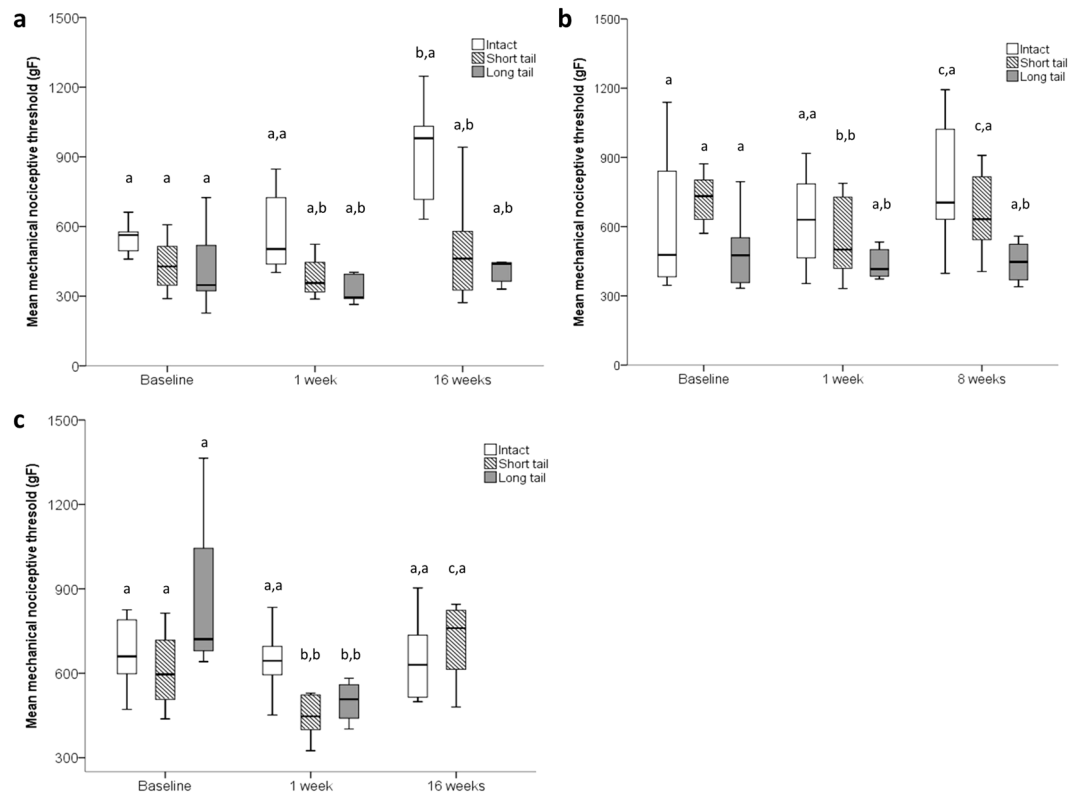 a
Mean mechanical nociceptive threshold (gF)
1500
1200
900
600
300
0
Intact
Short tail
Long tail
a
a
a
a,a
a,b
a,b
b,a
a,b
a,b
Baseline
1 week
16 weeks
b
Mean mechanical nociceptive threshold (gF)
1500
1200
900
600
300
0
Intact
Short tail
Long tail
a
a
a
a,a
b,b
a,b
c,a
c,a
a,b
Baseline
1 week
8 weeks
c
Mean mechanical nociceptive thresold (gF)
1500
1200
900
600
300
Intact
Short tail
Long tail
a
a
a
a,a
b,b
b,b
a,a
c,a
Baseline
1 week
16 weeks